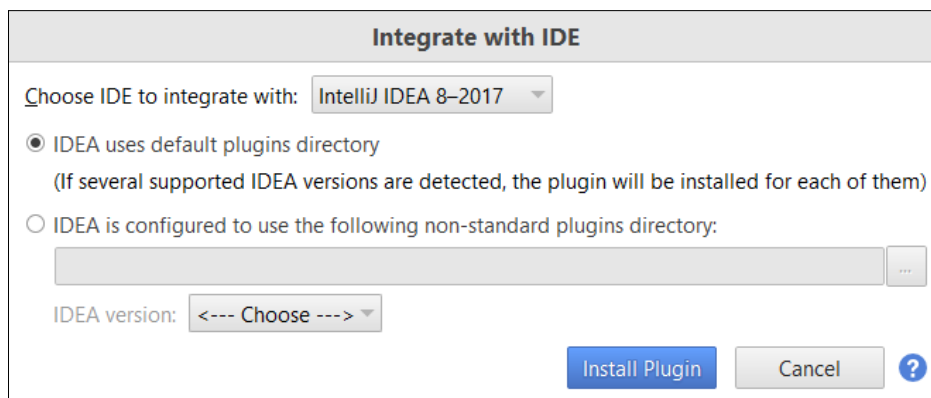 Integrate with IDE
Choose IDE to integrate with: IntelliJ IDEA 8–2017
IDEA uses default plugins directory
(If several supported IDEA versions are detected, the plugin will be installed for each of them)
IDEA is configured to use the following non-standard plugins directory:
...
IDEA version: <--- Choose --->
Install Plugin Cancel ?